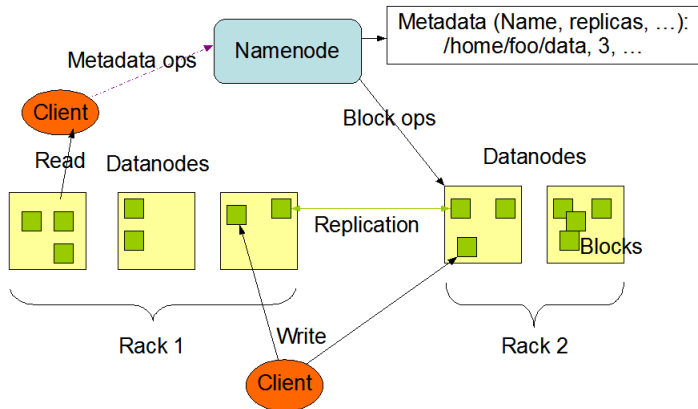 Metadata (Name, replicas, …):
/home/foo/data, 3, …
Namenode
Metadata ops
Client
Block ops
Read
Datanodes
Datanodes
Replication
Blocks
Rack 1
Write
Rack 2
Client